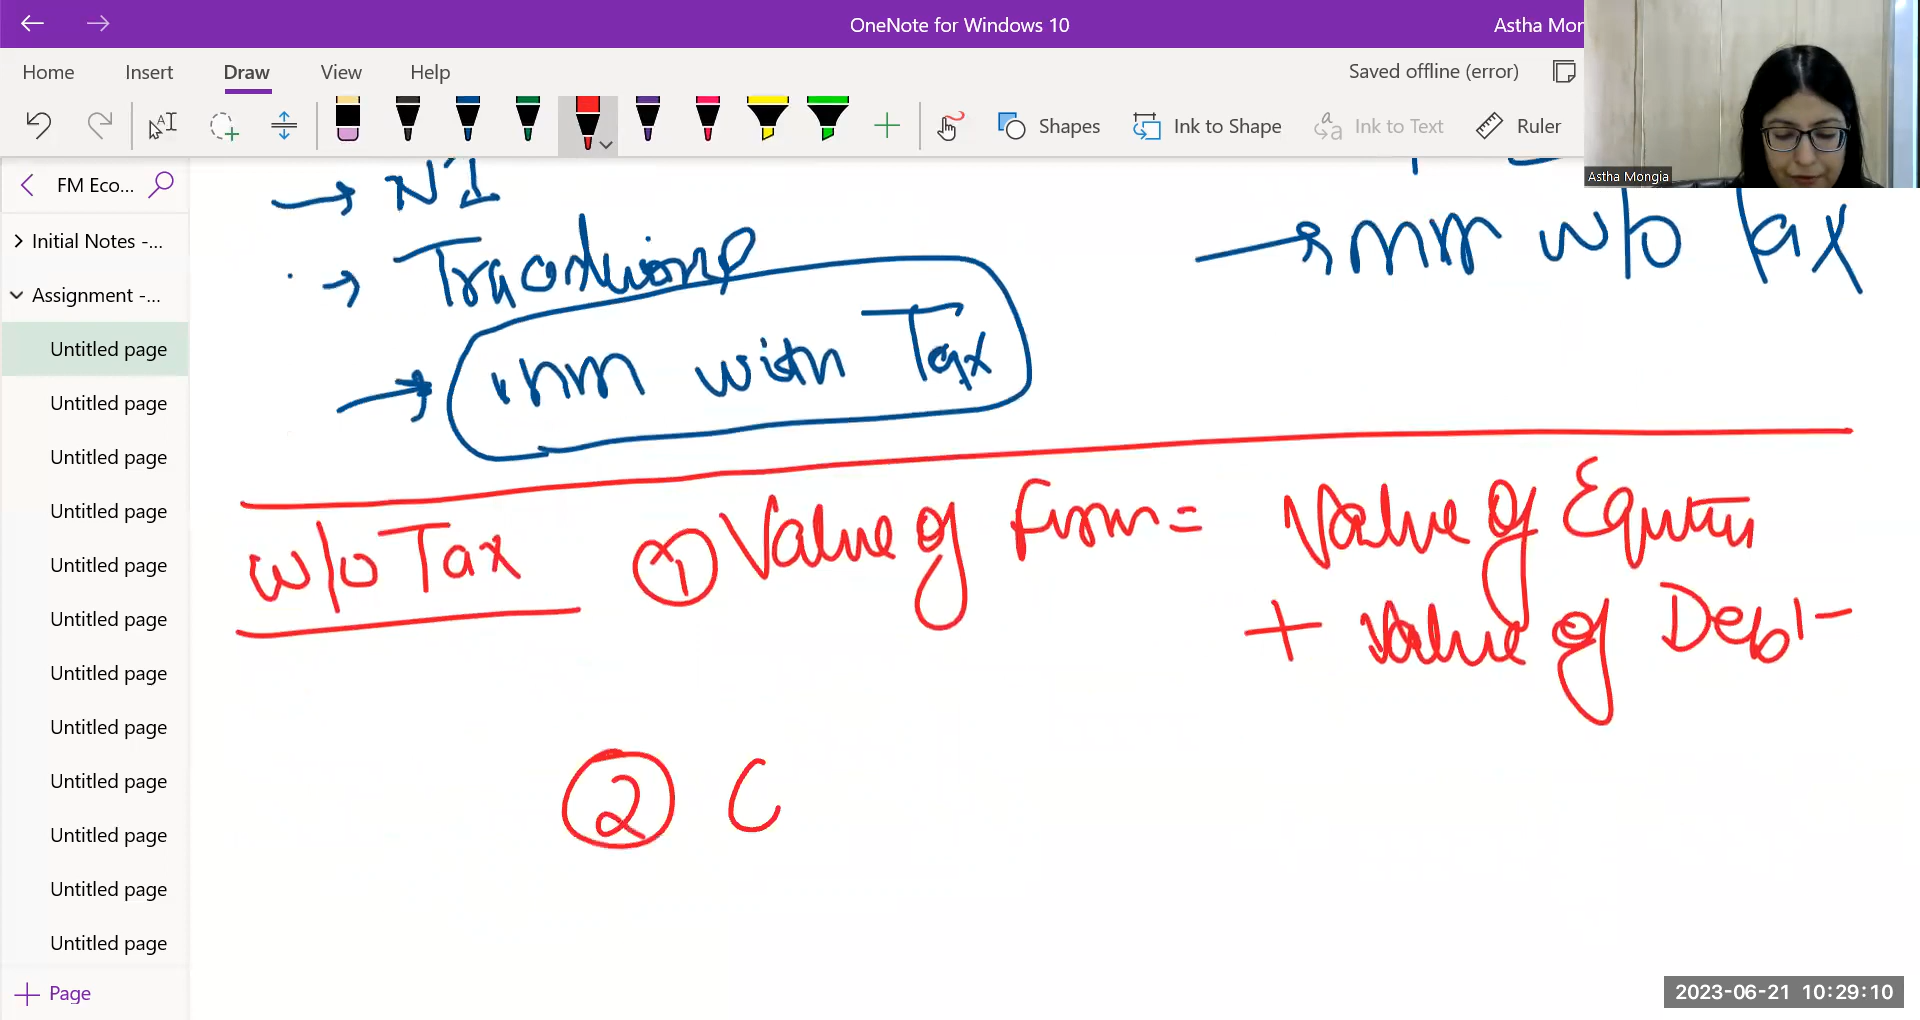 OneNote for Windows 10
Astha Mon
Home Insert Draw View Help
Saved offline (error)
Shapes Ink to Shape Ink to Text Ruler
Astha Mongia
FM Eco...
Initial Notes -...
Assignment -...
Untitled page
Untitled page
Untitled page
Untitled page
Untitled page
Untitled page
Untitled page
Untitled page
Untitled page
Untitled page
Untitled page
Untitled page
Page
→ NI
→ Traditional
→ mm with Tax
→ mm w/o Tax
w/o Tax ① Value of Firm = Value of Equity
+ Value of Debt
② C
2023-06-21 10:29:10